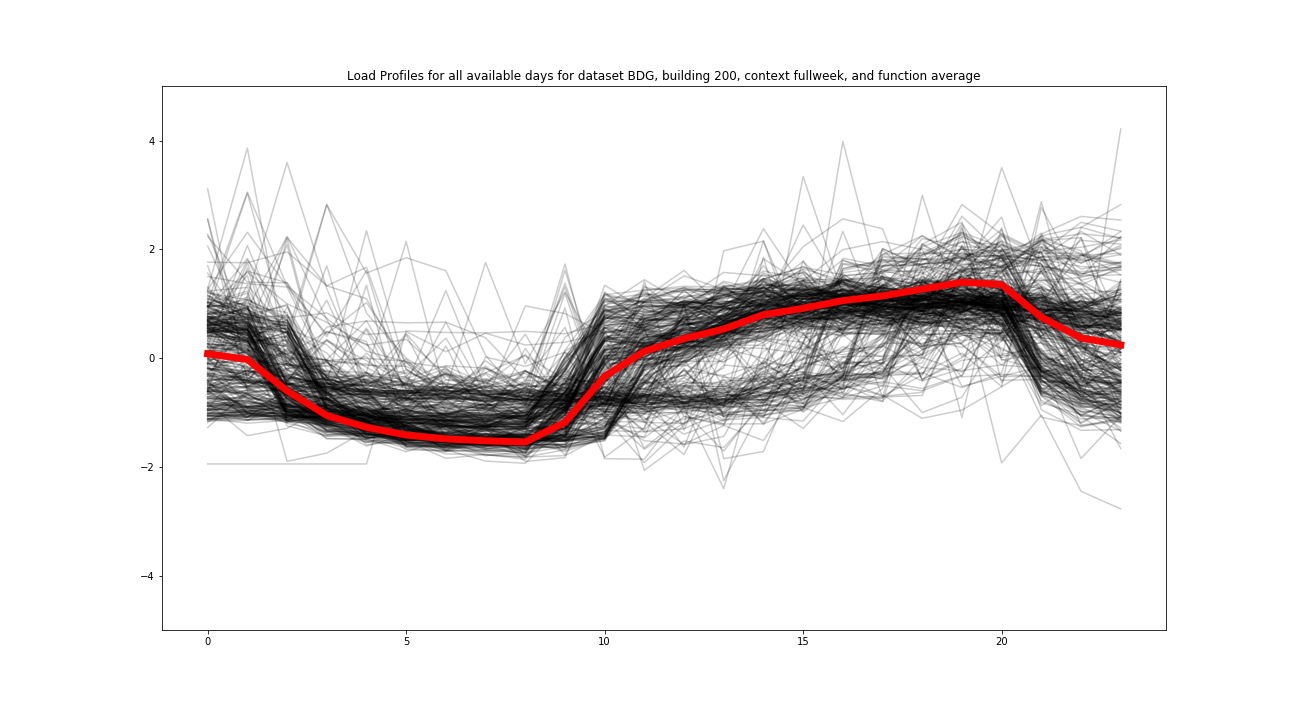 Load Profiles for all available days for dataset BDG, building 200, context fullweek, and function average
4
2
0
−2
−4
0 5 10 15 20